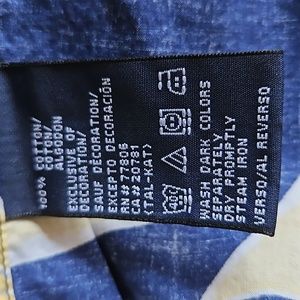 100% COTTON/
COTON/
ALGODON
EXCLUSIVE OF
DECORATION/
SAUF DÉCORATION/
EXCEPTO DECORACIÓN
RN# 77806
CA# 20781
(TAL-KAT)
WASH DARK COLORS
SEPARATELY
DRY PROMPTLY
STEAM IRON
VERSO/AL REVERSO